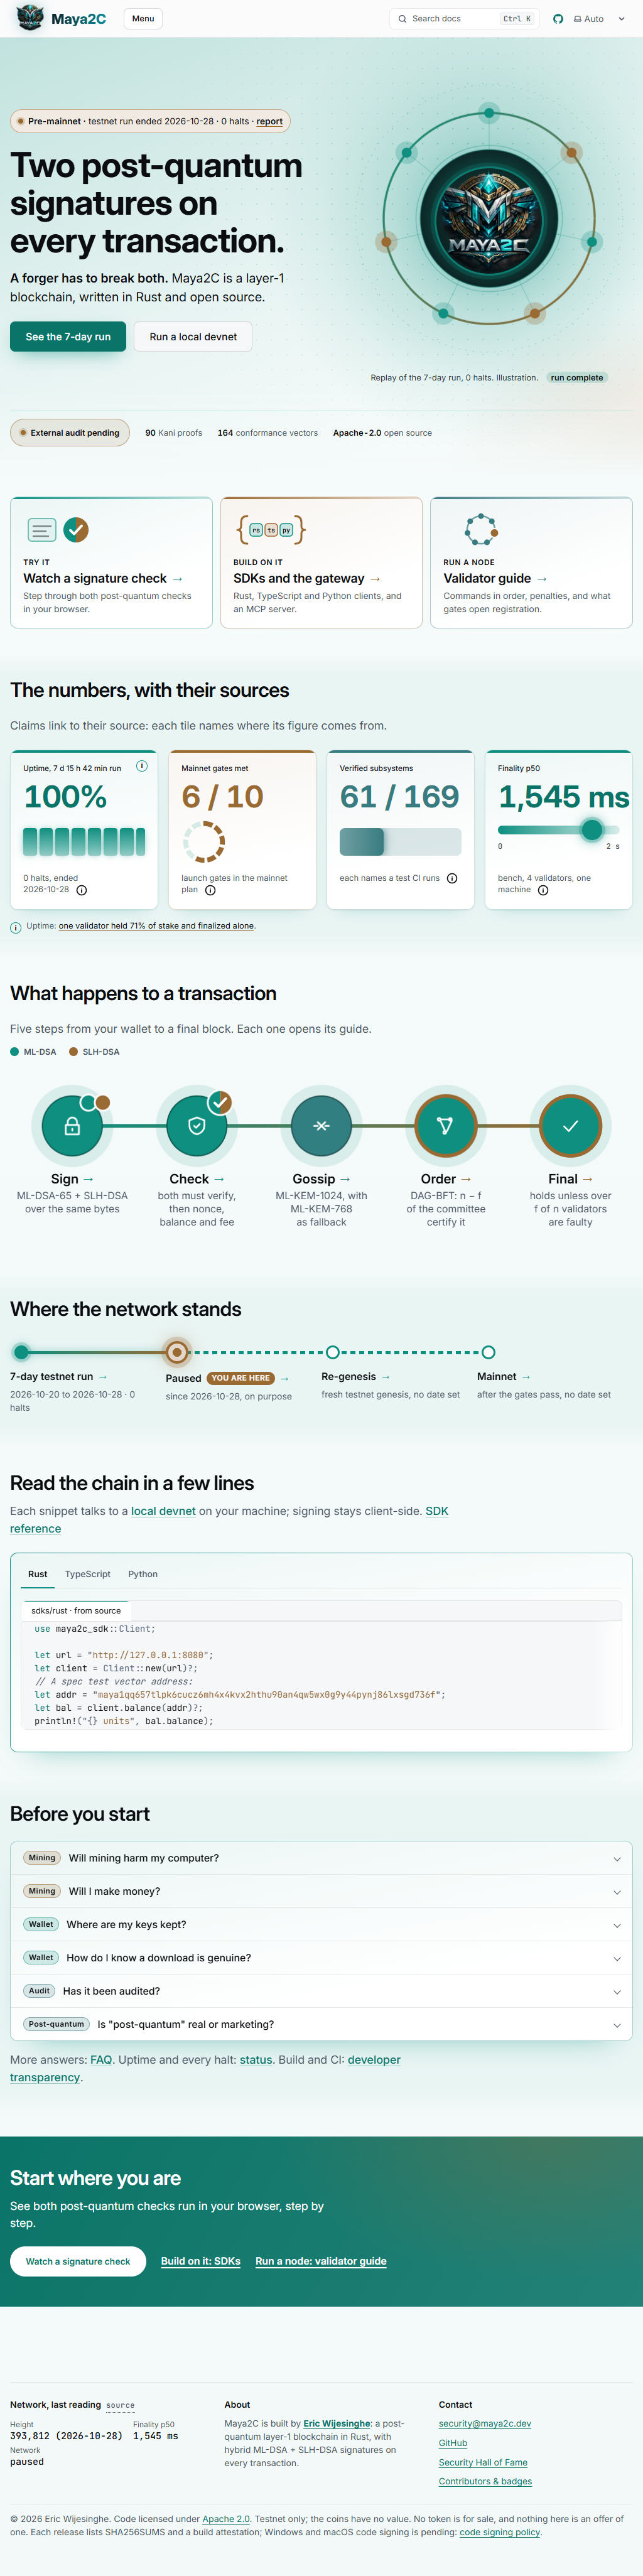 Maya2C
Menu
Search docs
Ctrl K
Auto
Pre-mainnet · testnet run ended 2026-10-28 · 0 halts · report
Two post-quantum
signatures on
every transaction.
A forger has to break both. Maya2C is a layer-1
blockchain, written in Rust and open source.
See the 7-day run
Run a local devnet
MAYA2C
Replay of the 7-day run, 0 halts. Illustration.
run complete
External audit pending
90 Kani proofs
164 conformance vectors
Apache-2.0 open source
TRY IT
Watch a signature check →
Step through both post-quantum checks
in your browser.
rs ts py
BUILD ON IT
SDKs and the gateway →
Rust, TypeScript and Python clients, and
an MCP server.
RUN A NODE
Validator guide →
Commands in order, penalties, and what
gates open registration.
The numbers, with their sources
Claims link to their source: each tile names where its figure comes from.
Uptime, 7 d 15 h 42 min run
100%
0 halts, ended
2026-10-28
Mainnet gates met
6 / 10
launch gates in the mainnet
plan
Verified subsystems
61 / 169
each names a test CI runs
Finality p50
1,545 ms
0
2 s
bench, 4 validators, one
machine
Uptime: one validator held 71% of stake and finalized alone.
What happens to a transaction
Five steps from your wallet to a final block. Each one opens its guide.
ML-DSA
SLH-DSA
Sign →
ML-DSA-65 + SLH-DSA
over the same bytes
Check →
both must verify,
then nonce,
balance and fee
Gossip →
ML-KEM-1024, with
ML-KEM-768
as fallback
Order →
DAG-BFT: n − f
of the committee
certify it
Final →
holds unless over
f of n validators
are faulty
Where the network stands
7-day testnet run →
2026-10-20 to 2026-10-28 · 0
halts
Paused YOU ARE HERE →
since 2026-10-28, on purpose
Re-genesis →
fresh testnet genesis, no date set
Mainnet →
after the gates pass, no date set
Read the chain in a few lines
Each snippet talks to a local devnet on your machine; signing stays client-side. SDK
reference
Rust
TypeScript
Python
sdks/rust · from source
use maya2c_sdk::Client;
let url = "http://127.0.0.1:8080";
let client = Client::new(url)?;
// A spec test vector address:
let addr = "maya1qq657tlpk6cucz6mh4x4kvx2hthu90an4qw5wx0g9y44pynj86lxsgd736f";
let bal = client.balance(addr)?;
println!("{} units", bal.balance);
Before you start
Mining
Will mining harm my computer?
Mining
Will I make money?
Wallet
Where are my keys kept?
Wallet
How do I know a download is genuine?
Audit
Has it been audited?
Post-quantum
Is "post-quantum" real or marketing?
More answers: FAQ. Uptime and every halt: status. Build and CI: developer
transparency.
Start where you are
See both post-quantum checks run in your browser, step by
step.
Watch a signature check
Build on it: SDKs
Run a node: validator guide
Network, last reading source
Height
393,812 (2026-10-28)
Finality p50
1,545 ms
Network
paused
About
Maya2C is built by Eric Wijesinghe: a post-
quantum layer-1 blockchain in Rust, with
hybrid ML-DSA + SLH-DSA signatures on
every transaction.
Contact
security@maya2c.dev
GitHub
Security Hall of Fame
Contributors & badges
© 2026 Eric Wijesinghe. Code licensed under Apache 2.0. Testnet only; the coins have no value. No token is for sale, and nothing here is an offer of
one. Each release lists SHA256SUMS and a build attestation; Windows and macOS code signing is pending: code signing policy.